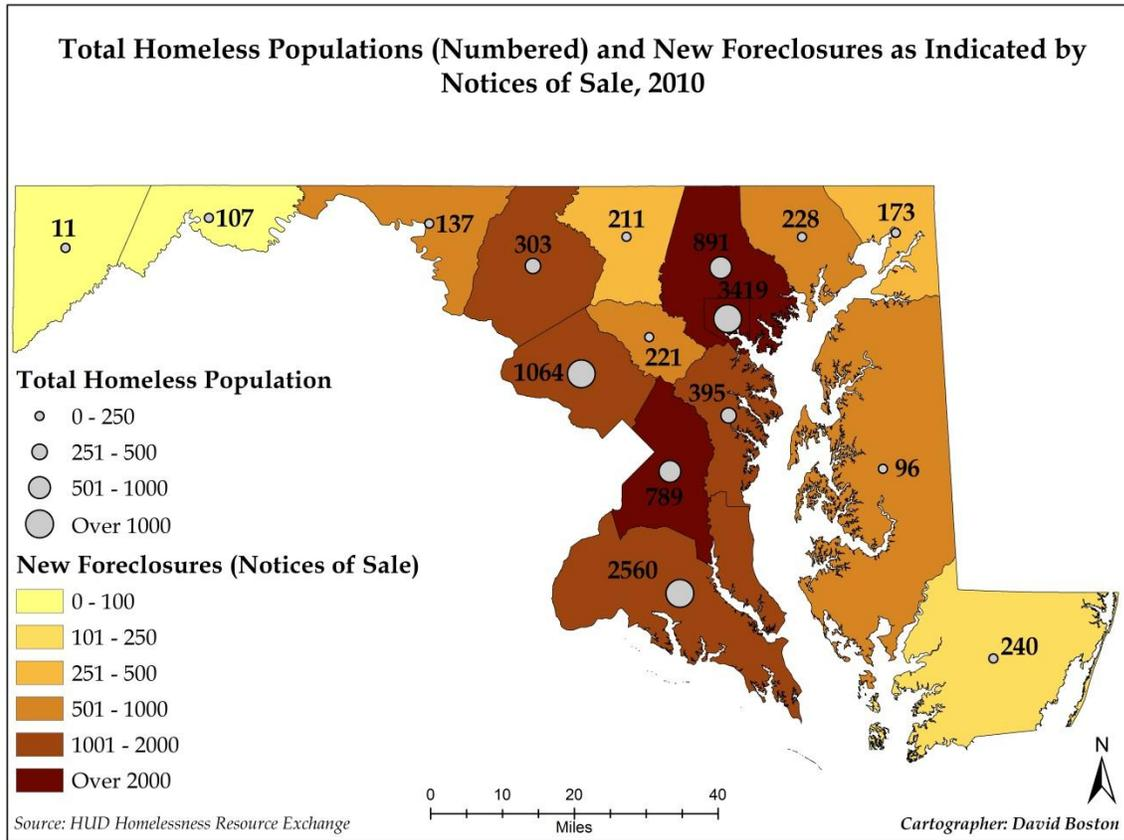 Total Homeless Populations (Numbered) and New Foreclosures as Indicated by
Notices of Sale, 2010
11
107
137
303
211
891
228
173
3419
1064
221
395
789
96
2560
240
Total Homeless Population
0 - 250
251 - 500
501 - 1000
Over 1000
New Foreclosures (Notices of Sale)
0 - 100
101 - 250
251 - 500
501 - 1000
1001 - 2000
Over 2000
0 10 20 40
Miles
N
Source: HUD Homelessness Resource Exchange
Cartographer: David Boston